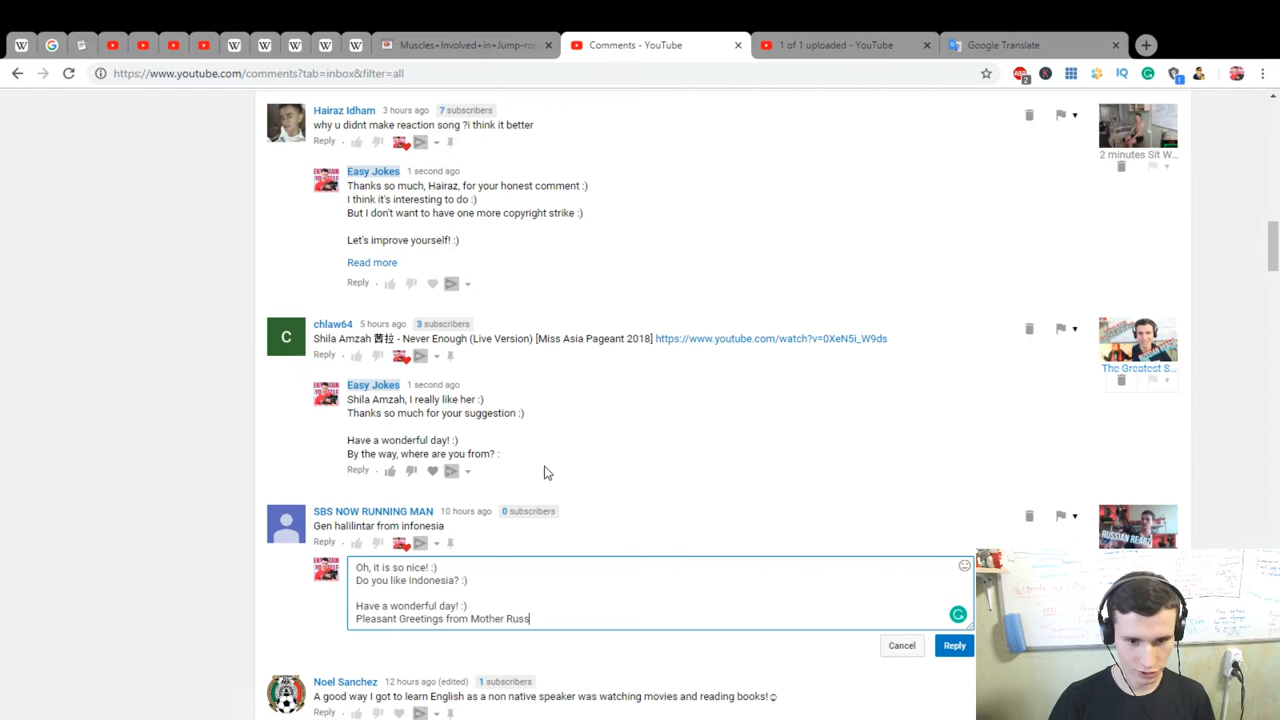 Muscles+Involved+in+Jump-rop
Comments - YouTube
1 of 1 uploaded - YouTube
Google Translate
https://www.youtube.com/comments?tab=inbox&filter=all
Hairaz Idham 3 hours ago 7 subscribers
why u didnt make reaction song ?i think it better
Reply
2 minutes Sit W...
Easy Jokes 1 second ago
Thanks so much, Hairaz, for your honest comment :)
I think it's interesting to do :)
But I don't want to have one more copyright strike :)
Let's improve yourself! :)
Read more
Reply
chlaw64 5 hours ago 3 subscribers
C
Shila Amzah 茜拉 - Never Enough (Live Version) [Miss Asia Pageant 2018] https://www.youtube.com/watch?v=0XeN5i_W9ds
Reply
The Greatest S...
Easy Jokes 1 second ago
Shila Amzah, I really like her :)
Thanks so much for your suggestion :)
Have a wonderful day! :)
By the way, where are you from? :
Reply
SBS NOW RUNNING MAN 10 hours ago 0 subscribers
Gen halilintar from infonesia
Reply
RUSSIAN REACT
Oh, it is so nice! :)
Do you like Indonesia? :)
Have a wonderful day! :)
Pleasant Greetings from Mother Russ
Cancel
Reply
Noel Sanchez 12 hours ago (edited) 1 subscribers
A good way I got to learn English as a non native speaker was watching movies and reading books!☺
Reply